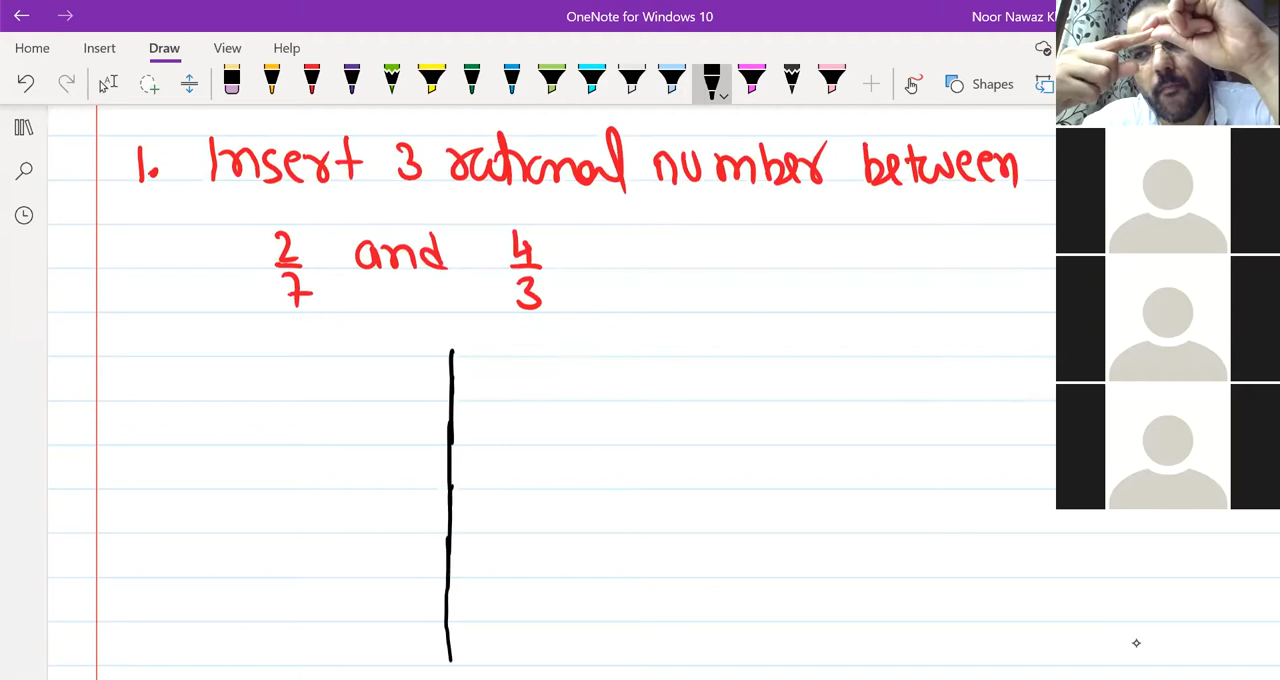 OneNote for Windows 10
Noor Nawaz K
Home Insert Draw View Help
Shapes
1. Insert 3 rational number between
2/7 and 4/3